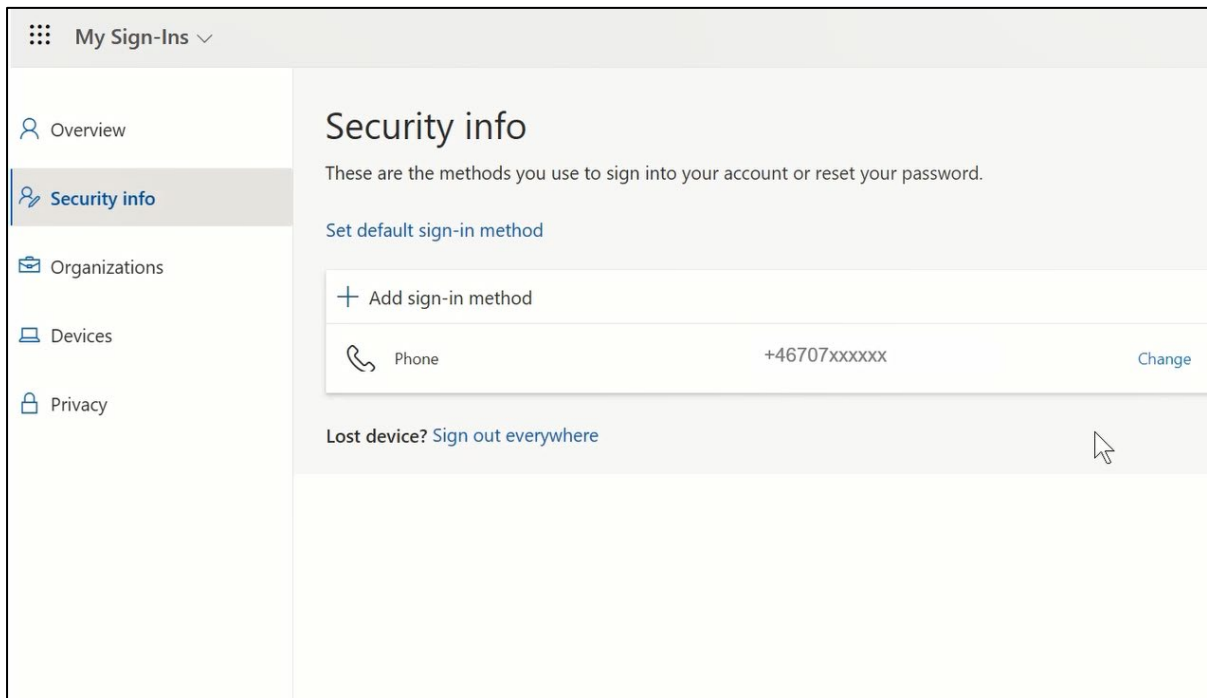 My Sign-Ins
Overview
Security info
Organizations
Devices
Privacy
Security info
These are the methods you use to sign into your account or reset your password.
Set default sign-in method
Add sign-in method
Phone +46707xxxxxx Change
Lost device? Sign out everywhere